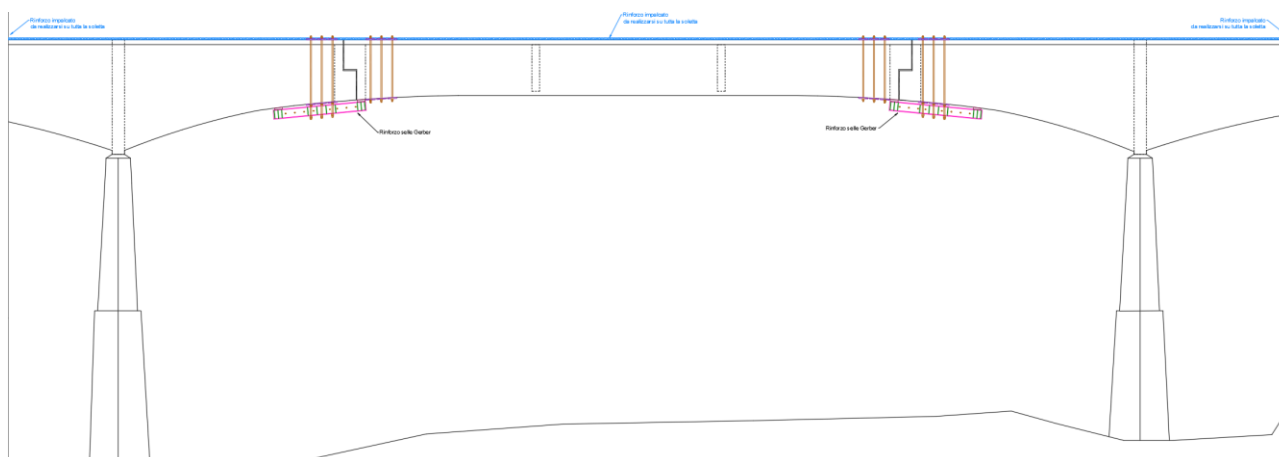 Rinforzo impalcato
da realizzarsi su tutta la soletta
Rinforzo impalcato
da realizzarsi su tutta la soletta
Rinforzo impalcato
da realizzarsi su tutta la soletta
Rinforzo selle Gerber
Rinforzo selle Gerber